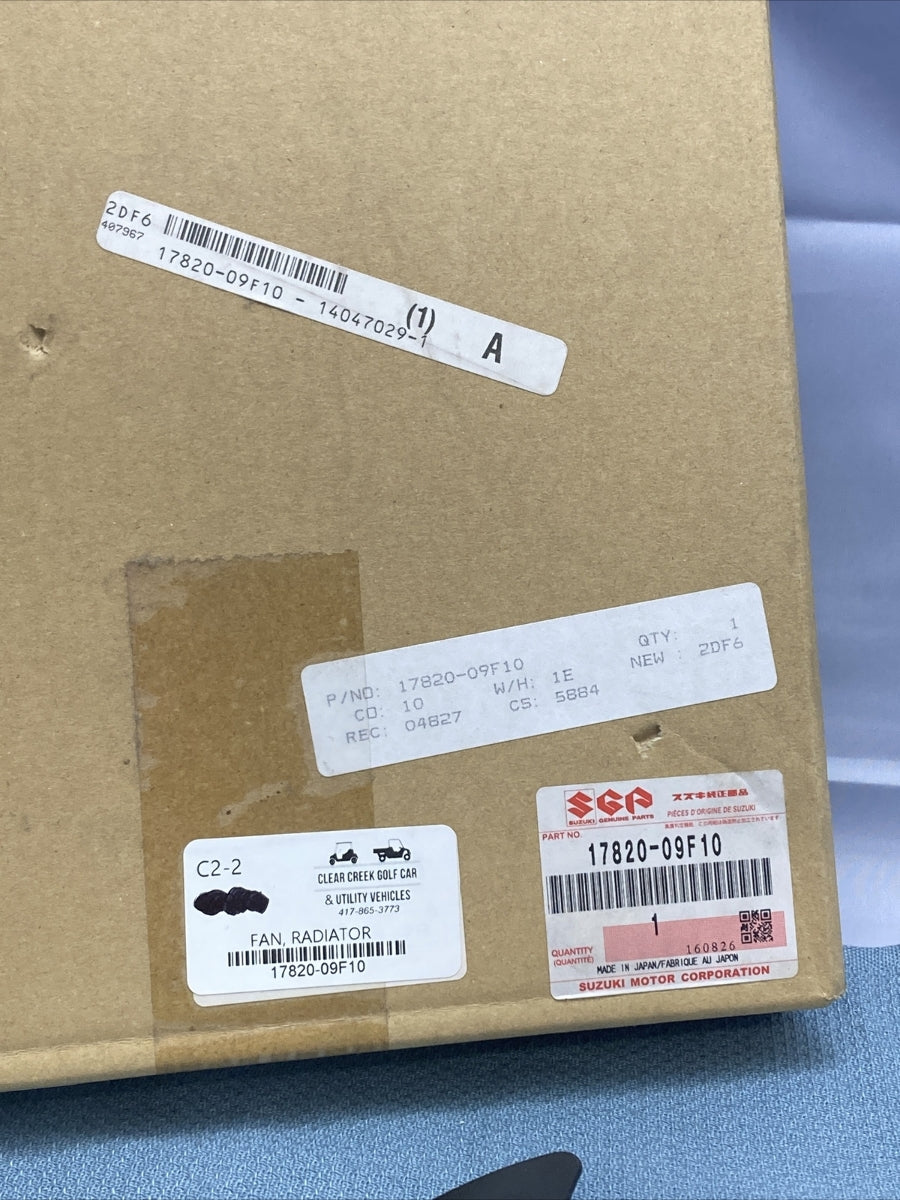 2DF6
407967
17820-09F10 - 14047029-1
(1)
A
P/NO: 17820-09F10
CO: 10
W/H: 1E
REC: 04827
CS: 5884
QTY: 1
NEW : 2DF6
C2-2
CLEAR CREEK GOLF CAR
& UTILITY VEHICLES
417-865-3773
FAN, RADIATOR
17820-09F10
SGP
SUZUKI GENUINE PARTS
スズキ純正部品
PIÈCES D'ORIGINE DE SUZUKI
PART NO.
17820-09F10
1
160826
QUANTITY
(QUANTITÉ)
MADE IN JAPAN/FABRIQUE AU JAPON
SUZUKI MOTOR CORPORATION